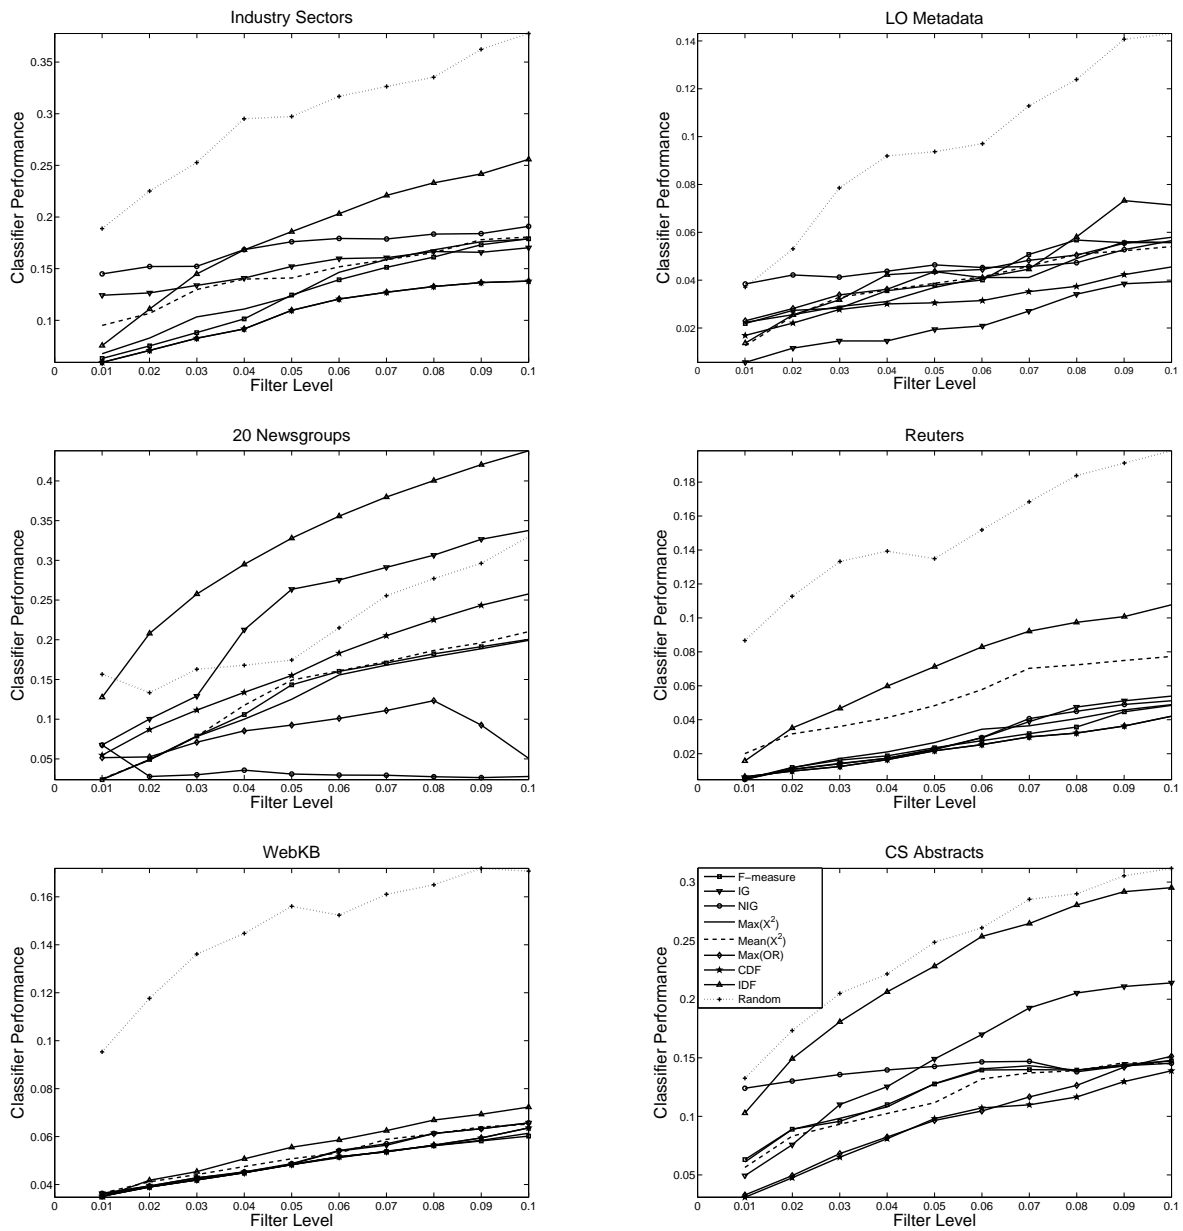 Industry Sectors
0.35
0.3
0.25
0.2
0.15
0.1
Classifier Performance
0 0.01 0.02 0.03 0.04 0.05 0.06 0.07 0.08 0.09 0.1
Filter Level
LO Metadata
0.14
0.12
0.1
0.08
0.06
0.04
0.02
Classifier Performance
0 0.01 0.02 0.03 0.04 0.05 0.06 0.07 0.08 0.09 0.1
Filter Level
20 Newsgroups
0.4
0.35
0.3
0.25
0.2
0.15
0.1
0.05
Classifier Performance
0 0.01 0.02 0.03 0.04 0.05 0.06 0.07 0.08 0.09 0.1
Filter Level
Reuters
0.18
0.16
0.14
0.12
0.1
0.08
0.06
0.04
0.02
Classifier Performance
0 0.01 0.02 0.03 0.04 0.05 0.06 0.07 0.08 0.09 0.1
Filter Level
WebKB
0.16
0.14
0.12
0.1
0.08
0.06
0.04
Classifier Performance
0 0.01 0.02 0.03 0.04 0.05 0.06 0.07 0.08 0.09 0.1
Filter Level
CS Abstracts
0.3
0.25
0.2
0.15
0.1
0.05
Classifier Performance
F−measure
IG
NIG
Max(X²)
Mean(X²)
Max(OR)
CDF
IDF
Random
0 0.01 0.02 0.03 0.04 0.05 0.06 0.07 0.08 0.09 0.1
Filter Level